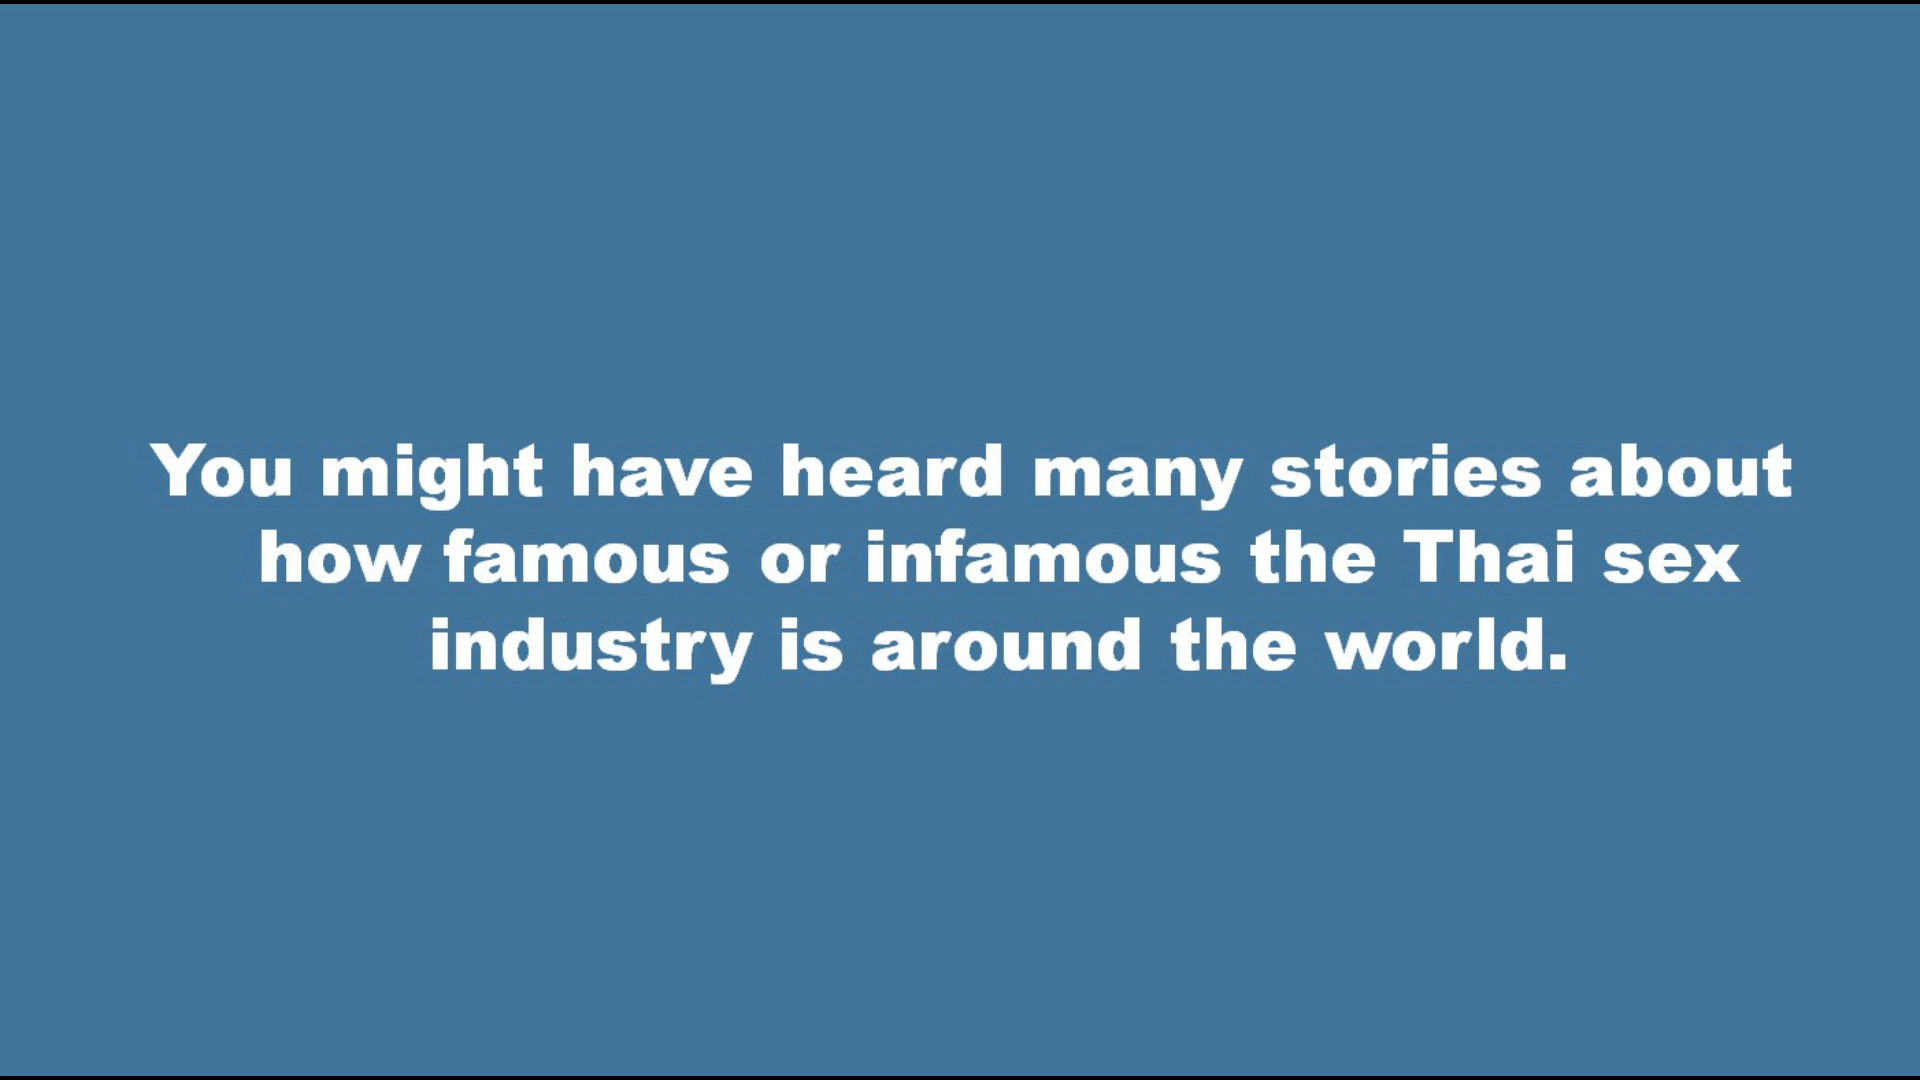 You might have heard many stories about
how famous or infamous the Thai sex
industry is around the world.